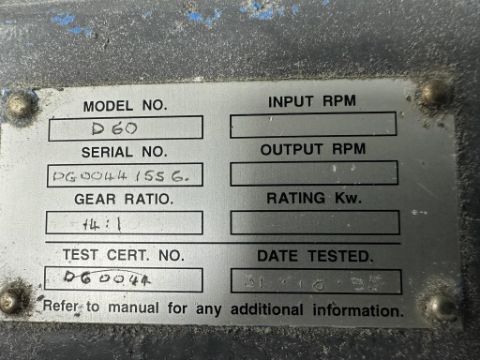 MODEL NO.
INPUT RPM
D60
SERIAL NO.
OUTPUT RPM
GEAR RATIO.
RATING Kw.
TEST CERT. NO.
DATE TESTED.
DG0044
Refer to manual for any additional information.